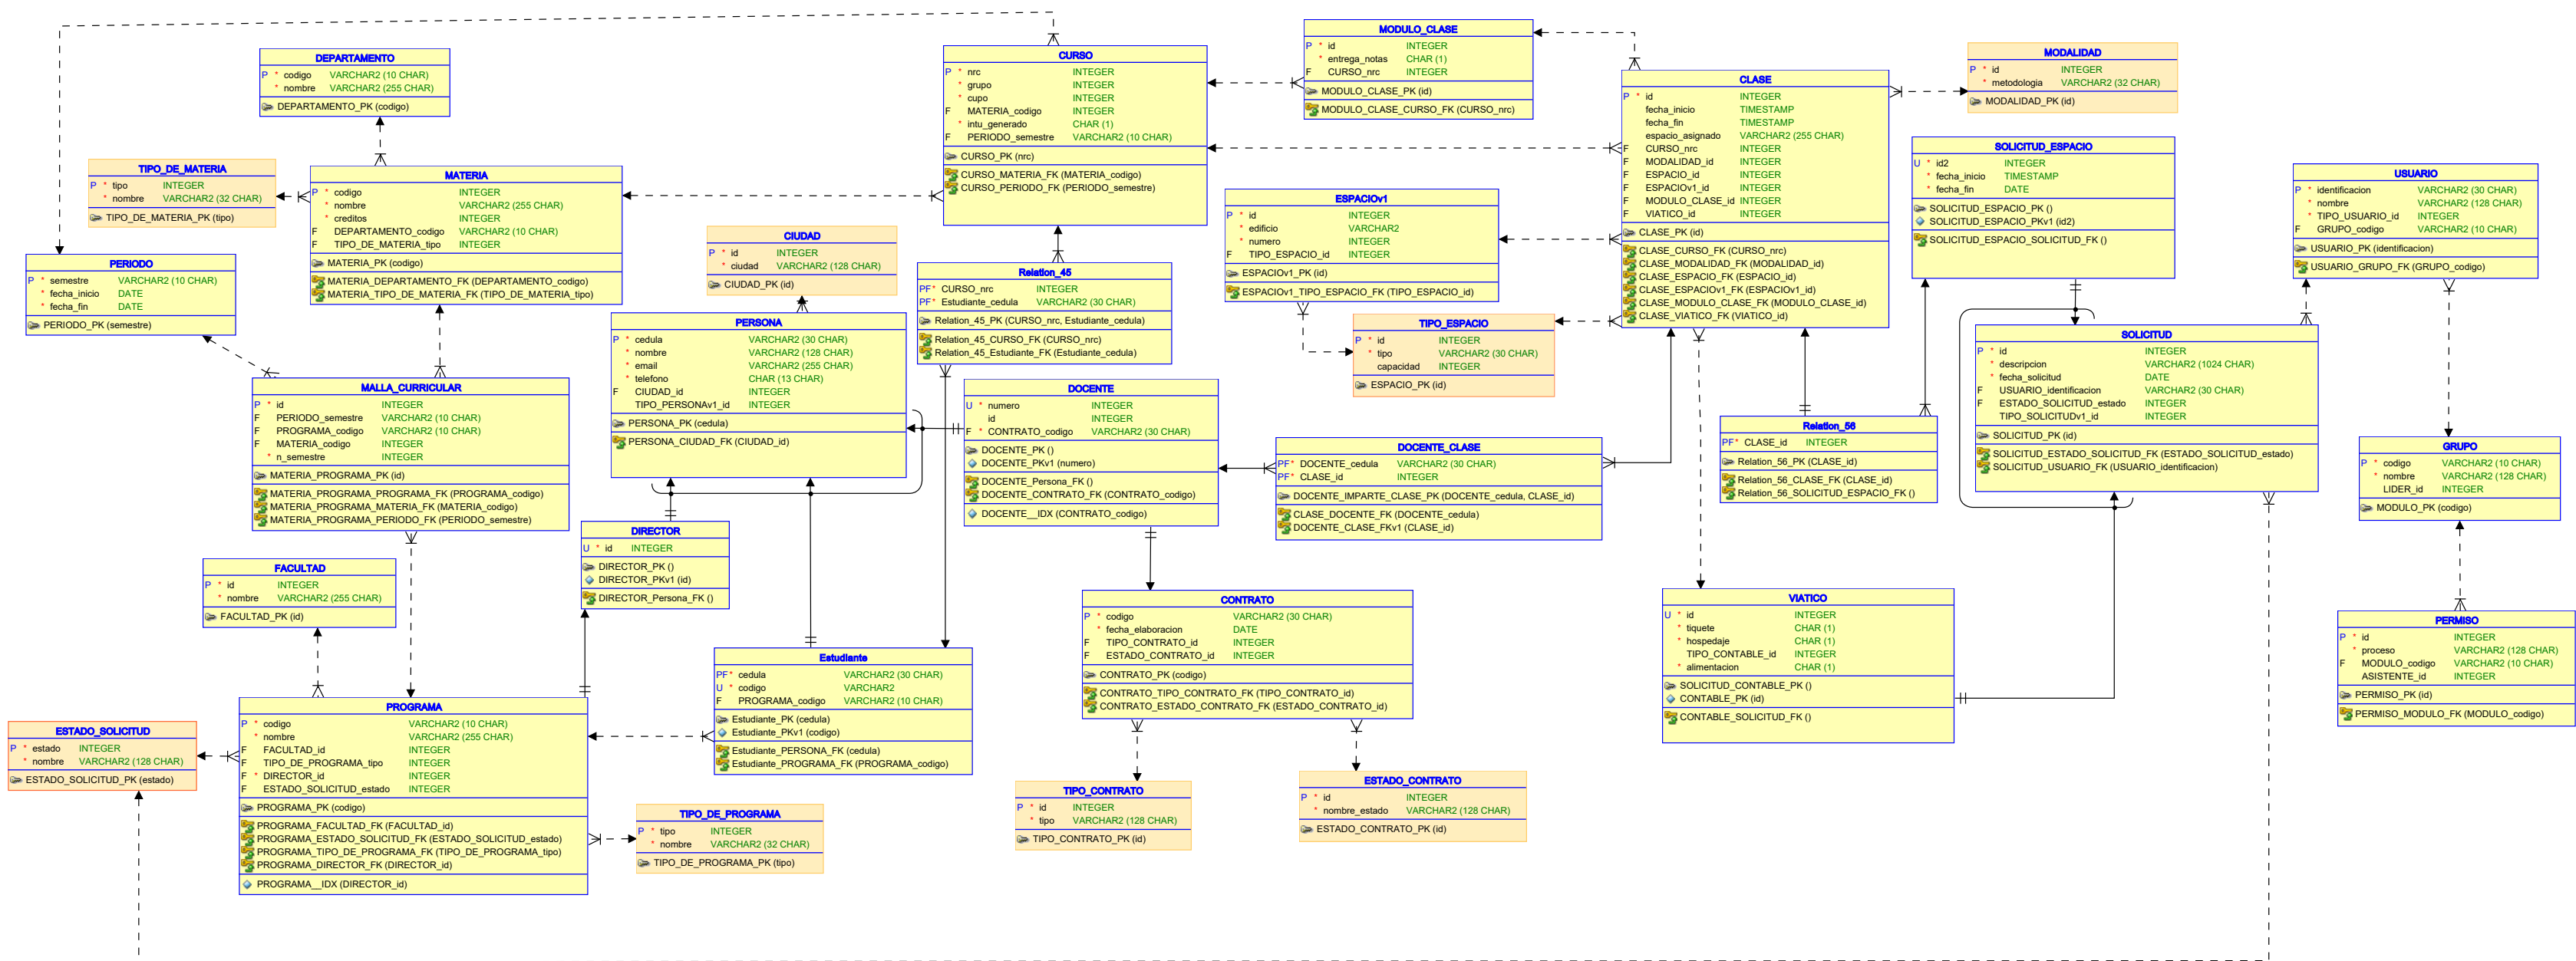 DEPARTAMENTO
P * codigo VARCHAR2 (10 CHAR)
* nombre VARCHAR2 (255 CHAR)
DEPARTAMENTO_PK (codigo)
TIPO_DE_MATERIA
P * tipo INTEGER
* nombre VARCHAR2 (32 CHAR)
TIPO_DE_MATERIA_PK (tipo)
MATERIA
P * codigo INTEGER
* nombre VARCHAR2 (255 CHAR)
* creditos INTEGER
F DEPARTAMENTO_codigo VARCHAR2 (10 CHAR)
F TIPO_DE_MATERIA_tipo INTEGER
MATERIA_PK (codigo)
MATERIA_DEPARTAMENTO_FK (DEPARTAMENTO_codigo)
MATERIA_TIPO_DE_MATERIA_FK (TIPO_DE_MATERIA_tipo)
PERIODO
P * semestre VARCHAR2 (10 CHAR)
* fecha_inicio DATE
* fecha_fin DATE
PERIODO_PK (semestre)
MALLA_CURRICULAR
P * id INTEGER
F PERIODO_semestre VARCHAR2 (10 CHAR)
F PROGRAMA_codigo VARCHAR2 (10 CHAR)
F MATERIA_codigo INTEGER
* n_semestre INTEGER
MATERIA_PROGRAMA_PK (id)
MATERIA_PROGRAMA_PROGRAMA_FK (PROGRAMA_codigo)
MATERIA_PROGRAMA_MATERIA_FK (MATERIA_codigo)
MATERIA_PROGRAMA_PERIODO_FK (PERIODO_semestre)
FACULTAD
P * id INTEGER
* nombre VARCHAR2 (255 CHAR)
FACULTAD_PK (id)
ESTADO_SOLICITUD
P * estado INTEGER
* nombre VARCHAR2 (128 CHAR)
ESTADO_SOLICITUD_PK (estado)
PROGRAMA
P * codigo VARCHAR2 (10 CHAR)
* nombre VARCHAR2 (255 CHAR)
F FACULTAD_id INTEGER
F TIPO_DE_PROGRAMA_tipo INTEGER
F * DIRECTOR_id INTEGER
F ESTADO_SOLICITUD_estado INTEGER
PROGRAMA_PK (codigo)
PROGRAMA_FACULTAD_FK (FACULTAD_id)
PROGRAMA_ESTADO_SOLICITUD_FK (ESTADO_SOLICITUD_estado)
PROGRAMA_TIPO_DE_PROGRAMA_FK (TIPO_DE_PROGRAMA_tipo)
PROGRAMA_DIRECTOR_FK (DIRECTOR_id)
PROGRAMA__IDX (DIRECTOR_id)
TIPO_DE_PROGRAMA
P * tipo INTEGER
* nombre VARCHAR2 (32 CHAR)
TIPO_DE_PROGRAMA_PK (tipo)
CIUDAD
P * id INTEGER
* ciudad VARCHAR2 (128 CHAR)
CIUDAD_PK (id)
PERSONA
P * cedula VARCHAR2 (30 CHAR)
* nombre VARCHAR2 (128 CHAR)
* email VARCHAR2 (255 CHAR)
* telefono CHAR (13 CHAR)
F CIUDAD_id INTEGER
TIPO_PERSONAv1_id INTEGER
PERSONA_PK (cedula)
PERSONA_CIUDAD_FK (CIUDAD_id)
DIRECTOR
U * id INTEGER
DIRECTOR_PK ()
DIRECTOR_PKv1 (id)
DIRECTOR_Persona_FK ()
Estudiante
PF* cedula VARCHAR2 (30 CHAR)
U * codigo VARCHAR2
F PROGRAMA_codigo VARCHAR2 (10 CHAR)
Estudiante_PK (cedula)
Estudiante_PKv1 (codigo)
Estudiante_PERSONA_FK (cedula)
Estudiante_PROGRAMA_FK (PROGRAMA_codigo)
CURSO
P * nrc INTEGER
* grupo INTEGER
* cupo INTEGER
F MATERIA_codigo INTEGER
* intu_generado CHAR (1)
F PERIODO_semestre VARCHAR2 (10 CHAR)
CURSO_PK (nrc)
CURSO_MATERIA_FK (MATERIA_codigo)
CURSO_PERIODO_FK (PERIODO_semestre)
Relation_45
PF* CURSO_nrc INTEGER
PF* Estudiante_cedula VARCHAR2 (30 CHAR)
Relation_45_PK (CURSO_nrc, Estudiante_cedula)
Relation_45_CURSO_FK (CURSO_nrc)
Relation_45_Estudiante_FK (Estudiante_cedula)
DOCENTE
U * numero INTEGER
id INTEGER
F * CONTRATO_codigo VARCHAR2 (30 CHAR)
DOCENTE_PK ()
DOCENTE_PKv1 (numero)
DOCENTE_Persona_FK ()
DOCENTE_CONTRATO_FK (CONTRATO_codigo)
DOCENTE__IDX (CONTRATO_codigo)
MODULO_CLASE
P * id INTEGER
* entrega_notas CHAR (1)
F CURSO_nrc INTEGER
MODULO_CLASE_PK (id)
MODULO_CLASE_CURSO_FK (CURSO_nrc)
ESPACIOv1
P * id INTEGER
* edificio VARCHAR2
* numero INTEGER
F TIPO_ESPACIO_id INTEGER
ESPACIOv1_PK (id)
ESPACIOv1_TIPO_ESPACIO_FK (TIPO_ESPACIO_id)
TIPO_ESPACIO
P * id INTEGER
* tipo VARCHAR2 (30 CHAR)
capacidad INTEGER
ESPACIO_PK (id)
DOCENTE_CLASE
PF* DOCENTE_cedula VARCHAR2 (30 CHAR)
PF* CLASE_id INTEGER
DOCENTE_IMPARTE_CLASE_PK (DOCENTE_cedula, CLASE_id)
CLASE_DOCENTE_FK (DOCENTE_cedula)
DOCENTE_CLASE_FKv1 (CLASE_id)
CONTRATO
P * codigo VARCHAR2 (30 CHAR)
* fecha_elaboracion DATE
F TIPO_CONTRATO_id INTEGER
F ESTADO_CONTRATO_id INTEGER
CONTRATO_PK (codigo)
CONTRATO_TIPO_CONTRATO_FK (TIPO_CONTRATO_id)
CONTRATO_ESTADO_CONTRATO_FK (ESTADO_CONTRATO_id)
TIPO_CONTRATO
P * id INTEGER
* tipo VARCHAR2 (128 CHAR)
TIPO_CONTRATO_PK (id)
ESTADO_CONTRATO
P * id INTEGER
* nombre_estado VARCHAR2 (128 CHAR)
ESTADO_CONTRATO_PK (id)
CLASE
P * id INTEGER
fecha_inicio TIMESTAMP
fecha_fin TIMESTAMP
espacio_asignado VARCHAR2 (255 CHAR)
F CURSO_nrc INTEGER
F MODALIDAD_id INTEGER
F ESPACIO_id INTEGER
F ESPACIOv1_id INTEGER
F MODULO_CLASE_id INTEGER
F VIATICO_id INTEGER
CLASE_PK (id)
CLASE_CURSO_FK (CURSO_nrc)
CLASE_MODALIDAD_FK (MODALIDAD_id)
CLASE_ESPACIO_FK (ESPACIO_id)
CLASE_ESPACIOv1_FK (ESPACIOv1_id)
CLASE_MODULO_CLASE_FK (MODULO_CLASE_id)
CLASE_VIATICO_FK (VIATICO_id)
MODALIDAD
P * id INTEGER
* metodologia VARCHAR2 (32 CHAR)
MODALIDAD_PK (id)
SOLICITUD_ESPACIO
U * id2 INTEGER
* fecha_inicio TIMESTAMP
* fecha_fin DATE
SOLICITUD_ESPACIO_PK ()
SOLICITUD_ESPACIO_PKv1 (id2)
SOLICITUD_ESPACIO_SOLICITUD_FK ()
Relation_56
PF* CLASE_id INTEGER
Relation_56_PK (CLASE_id)
Relation_56_CLASE_FK (CLASE_id)
Relation_56_SOLICITUD_ESPACIO_FK ()
SOLICITUD
P * id INTEGER
* descripcion VARCHAR2 (1024 CHAR)
* fecha_solicitud DATE
F USUARIO_identificacion VARCHAR2 (30 CHAR)
F ESTADO_SOLICITUD_estado INTEGER
TIPO_SOLICITUDv1_id INTEGER
SOLICITUD_PK (id)
SOLICITUD_ESTADO_SOLICITUD_FK (ESTADO_SOLICITUD_estado)
SOLICITUD_USUARIO_FK (USUARIO_identificacion)
VIATICO
U * id INTEGER
* tiquete CHAR (1)
* hospedaje CHAR (1)
TIPO_CONTABLE_id INTEGER
* alimentacion CHAR (1)
SOLICITUD_CONTABLE_PK ()
CONTABLE_PK (id)
CONTABLE_SOLICITUD_FK ()
USUARIO
P * identificacion VARCHAR2 (30 CHAR)
* nombre VARCHAR2 (128 CHAR)
* TIPO_USUARIO_id INTEGER
F GRUPO_codigo VARCHAR2 (10 CHAR)
USUARIO_PK (identificacion)
USUARIO_GRUPO_FK (GRUPO_codigo)
GRUPO
P * codigo VARCHAR2 (10 CHAR)
* nombre VARCHAR2 (128 CHAR)
LIDER_id INTEGER
MODULO_PK (codigo)
PERMISO
P * id INTEGER
* proceso VARCHAR2 (128 CHAR)
F MODULO_codigo VARCHAR2 (10 CHAR)
ASISTENTE_id INTEGER
PERMISO_PK (id)
PERMISO_MODULO_FK (MODULO_codigo)